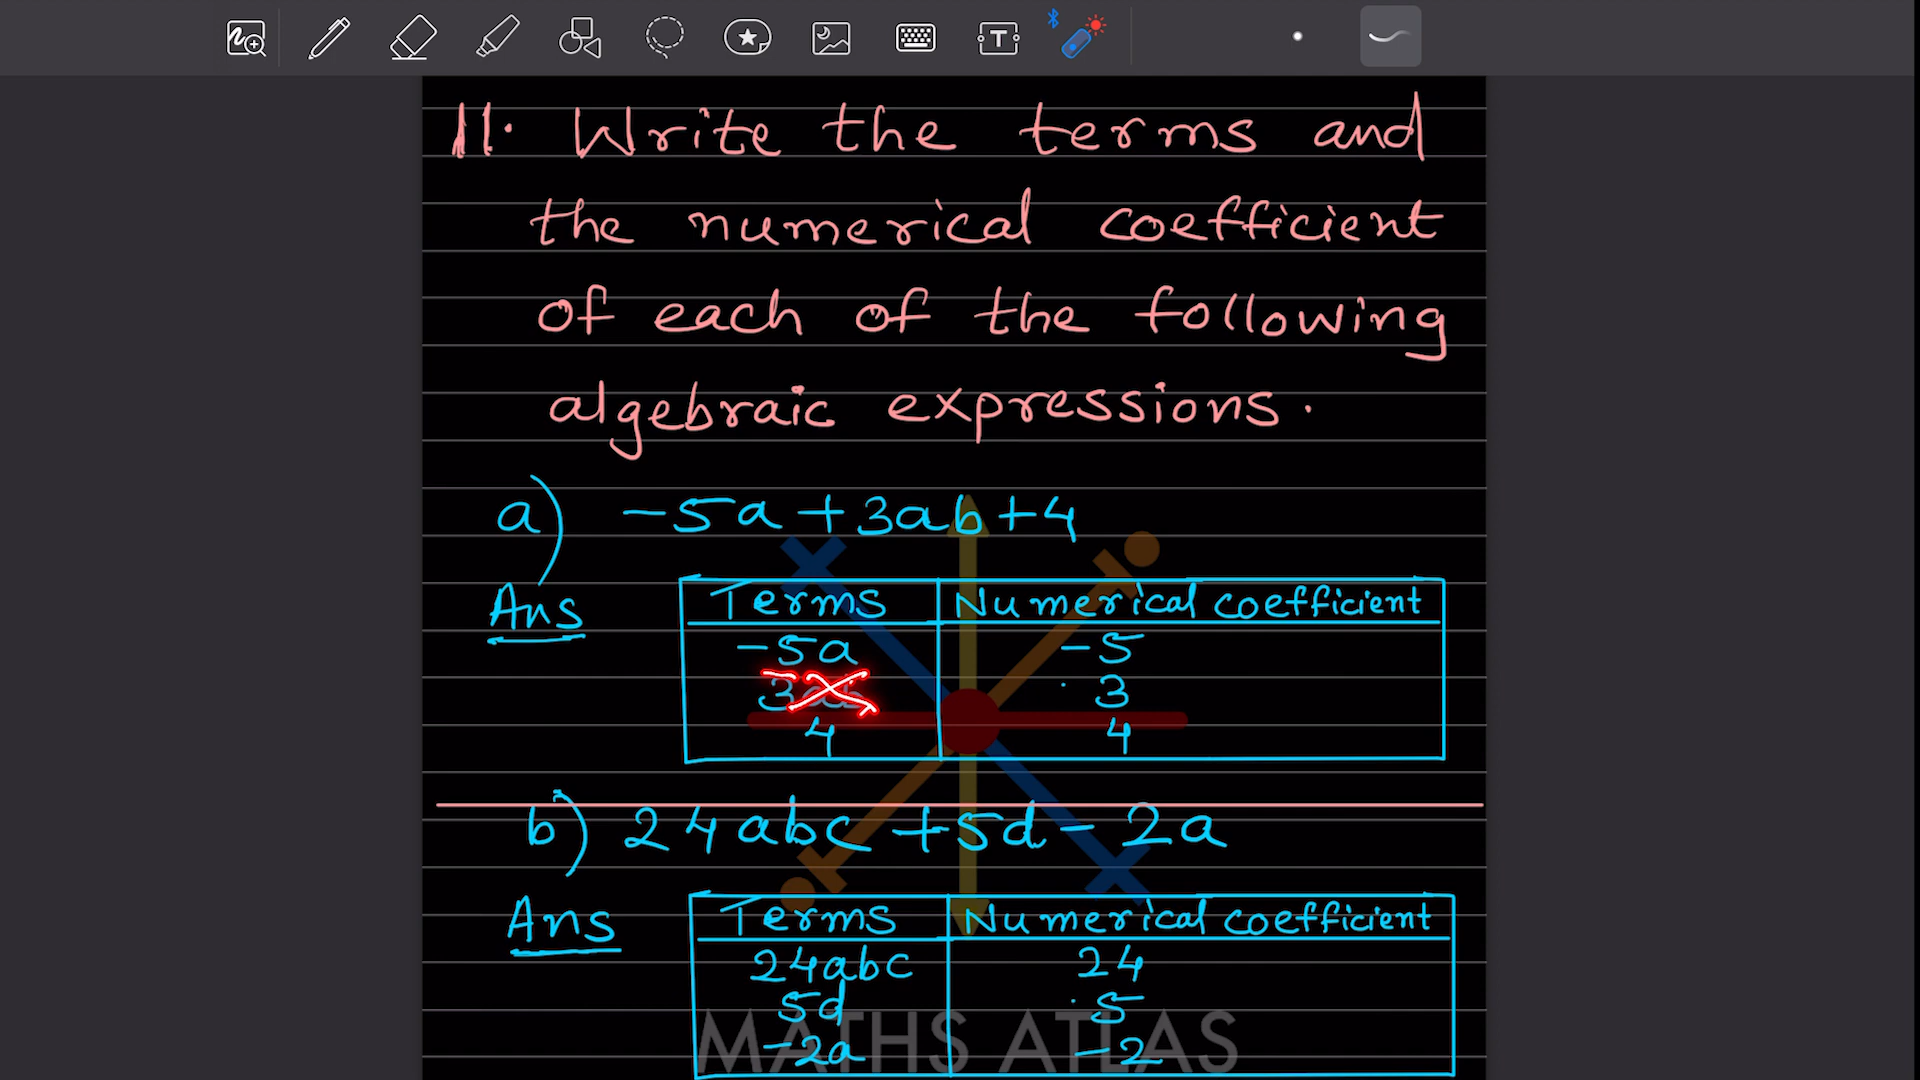 11. Write the terms and
the numerical coefficient
of each of the following
algebraic expressions.
a) -5a+3ab+4
Ans
Terms Numerical coefficient
-5a -5
3ab 3
4 4
b) 24abc +5d-2a
Ans
Terms Numerical coefficient
24abc 24
5d 5
-2a -2
MATHS ATLAS